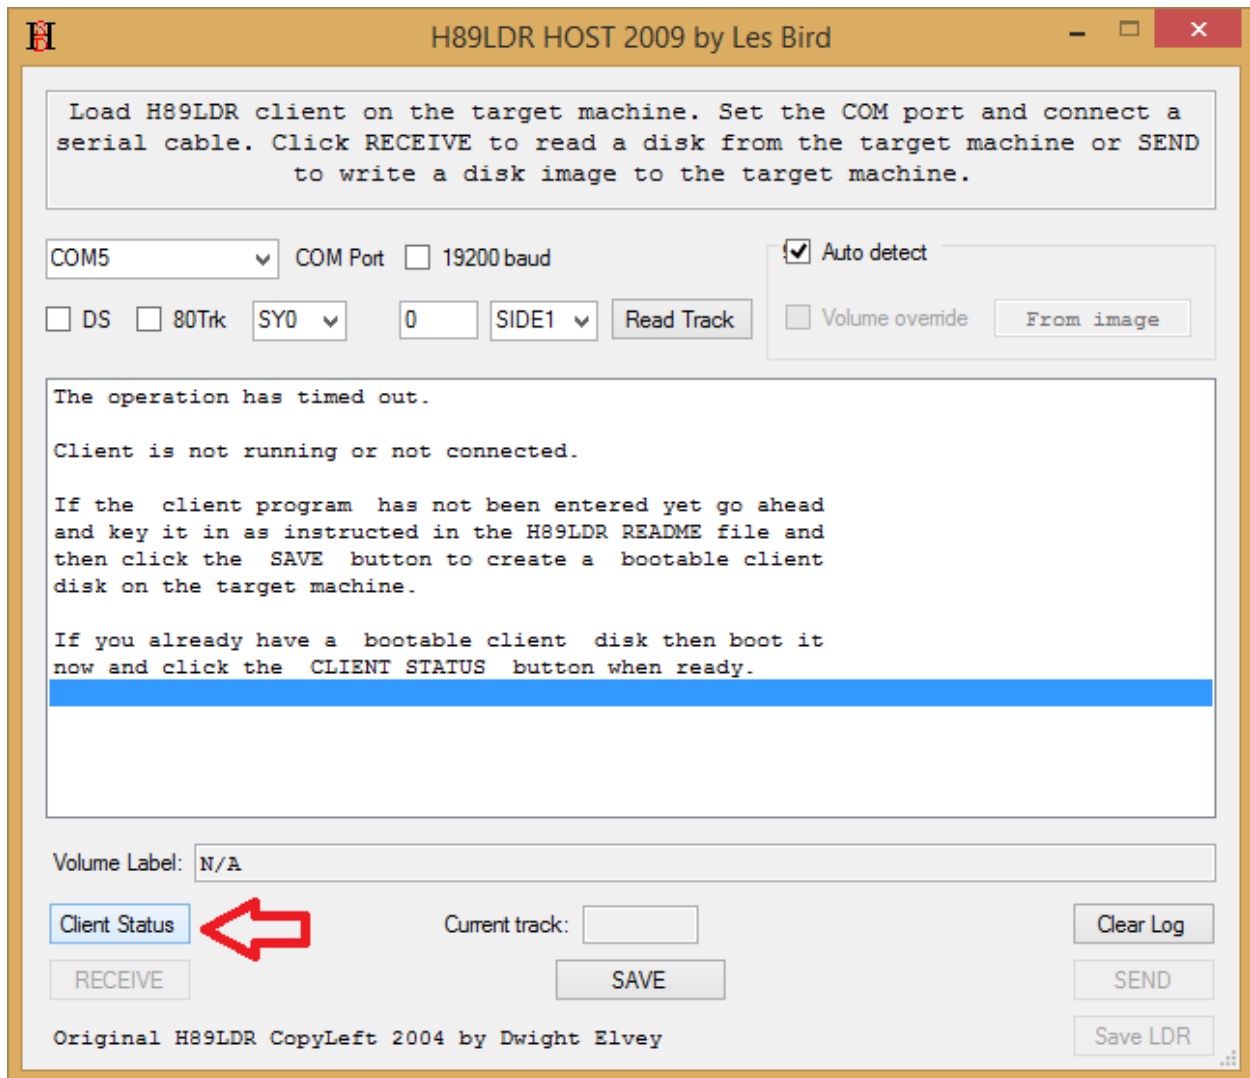 H89LDR HOST 2009 by Les Bird
Load H89LDR client on the target machine. Set the COM port and connect a
serial cable. Click RECEIVE to read a disk from the target machine or SEND
to write a disk image to the target machine.
COM5 COM Port 19200 baud Auto detect
DS 80Trk SY0 0 SIDE1 Read Track Volume override From image
The operation has timed out.
Client is not running or not connected.
If the  client program  has not been entered yet go ahead
and key it in as instructed in the H89LDR README file and
then click the  SAVE  button to create a  bootable client
disk on the target machine.
If you already have a  bootable client  disk then boot it
now and click the  CLIENT STATUS  button when ready.
Volume Label: N/A
Client Status Current track: Clear Log
RECEIVE SAVE SEND
Original H89LDR CopyLeft 2004 by Dwight Elvey Save LDR